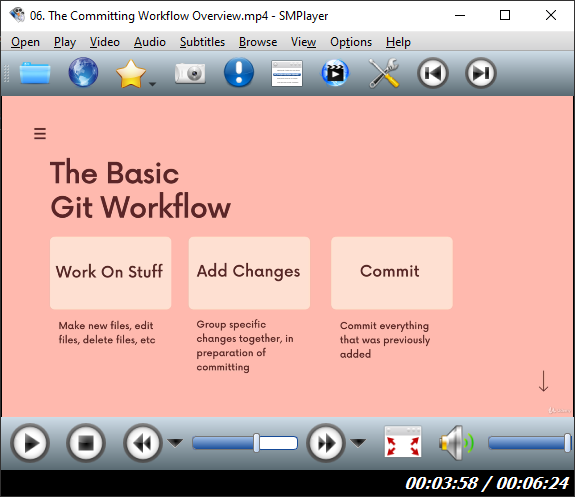 06. The Committing Workflow Overview.mp4 - SMPlayer
Open Play Video Audio Subtitles Browse View Options Help
The Basic
Git Workflow
Work On Stuff
Add Changes
Commit
Make new files, edit
files, delete files, etc
Group specific
changes together, in
preparation of
committing
Commit everything
that was previously
added
00:03:58 / 00:06:24